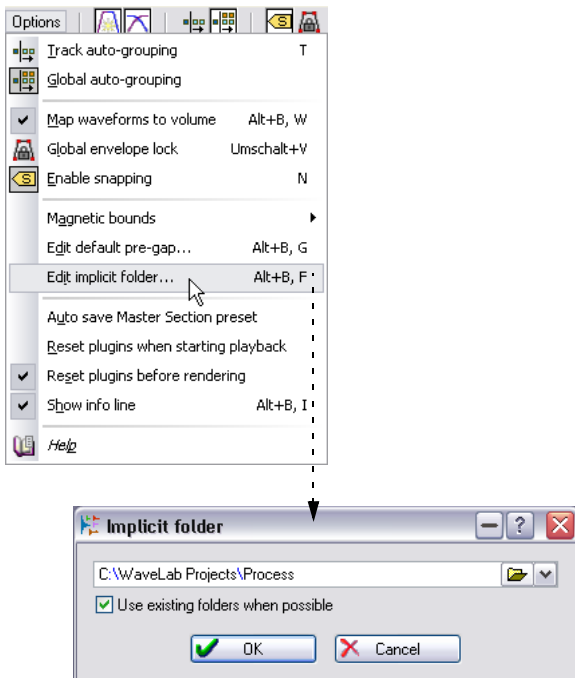 Options
Track auto-grouping T
Global auto-grouping
Map waveforms to volume Alt+B, W
Global envelope lock Umschalt+V
Enable snapping N
Magnetic bounds
Edit default pre-gap... Alt+B, G
Edit implicit folder... Alt+B, F
Auto save Master Section preset
Reset plugins when starting playback
Reset plugins before rendering
Show info line Alt+B, I
Help
Implicit folder
C:\WaveLab Projects\Process
Use existing folders when possible
OK Cancel